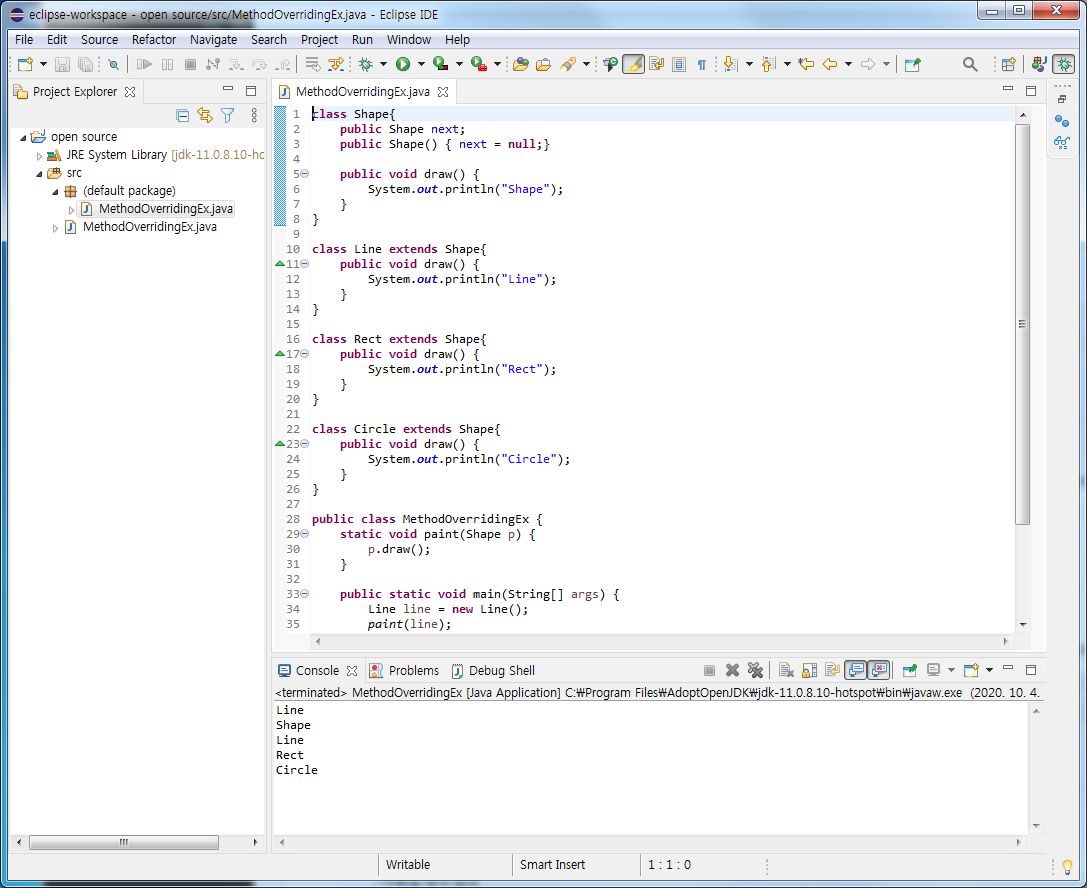 eclipse-workspace - open source/src/MethodOverridingEx.java - Eclipse IDE
File Edit Source Refactor Navigate Search Project Run Window Help
Project Explorer
open source
JRE System Library [jdk-11.0.8.10-ho
src
(default package)
MethodOverridingEx.java
MethodOverridingEx.java
MethodOverridingEx.java
1 class Shape{
2 public Shape next;
3 public Shape() { next = null;}
4
5 public void draw() {
6 System.out.println("Shape");
7 }
8 }
9
10 class Line extends Shape{
11 public void draw() {
12 System.out.println("Line");
13 }
14 }
15
16 class Rect extends Shape{
17 public void draw() {
18 System.out.println("Rect");
19 }
20 }
21
22 class Circle extends Shape{
23 public void draw() {
24 System.out.println("Circle");
25 }
26 }
27
28 public class MethodOverridingEx {
29 static void paint(Shape p) {
30 p.draw();
31 }
32
33 public static void main(String[] args) {
34 Line line = new Line();
35 paint(line);
Console Problems Debug Shell
<terminated> MethodOverridingEx [Java Application] C:₩Program Files₩AdoptOpenJDK₩jdk-11.0.8.10-hotspot₩bin₩javaw.exe (2020. 10. 4.
Line
Shape
Line
Rect
Circle
Writable Smart Insert 1 : 1 : 0